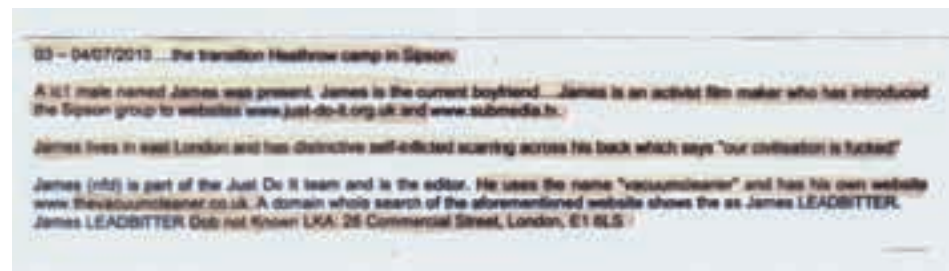 03 – 04/07/2013 ...the transition Heathrow camp in Sipson.
A ic1 male named James was present. James is the current boyfriend ... James is an activist film maker who has introduced
the Sipson group to websites www.just-do-it.org.uk and www.submedia.tv.
James lives in east London and has distinctive self-inflicted scarring across his back which says "our civilisation is fucked"
James (nfd) is part of the Just Do It team and is the editor. He uses the name "vacuumcleaner" and has his own website
www.thevacuumcleaner.co.uk. A domain whole search of the aforementioned website shows the as James LEADBITTER.
James LEADBITTER Dob not Known LKA: 28 Commercial Street, London, E1 6LS